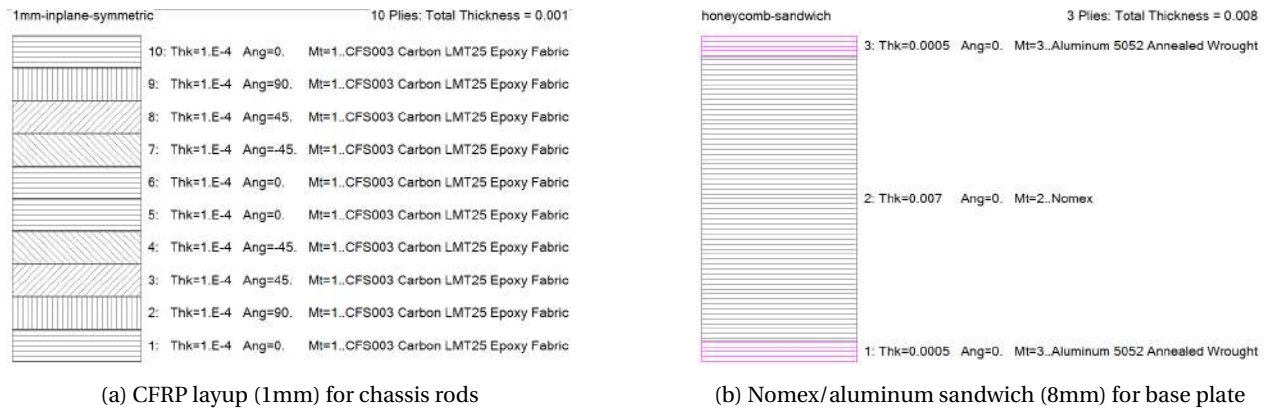 1mm-inplane-symmetric 10 Plies: Total Thickness = 0.001
10: Thk=1.E-4 Ang=0. Mt=1..CFS003 Carbon LMT25 Epoxy Fabric
9: Thk=1.E-4 Ang=90. Mt=1..CFS003 Carbon LMT25 Epoxy Fabric
8: Thk=1.E-4 Ang=45. Mt=1..CFS003 Carbon LMT25 Epoxy Fabric
7: Thk=1.E-4 Ang=-45. Mt=1..CFS003 Carbon LMT25 Epoxy Fabric
6: Thk=1.E-4 Ang=0. Mt=1..CFS003 Carbon LMT25 Epoxy Fabric
5: Thk=1.E-4 Ang=0. Mt=1..CFS003 Carbon LMT25 Epoxy Fabric
4: Thk=1.E-4 Ang=-45. Mt=1..CFS003 Carbon LMT25 Epoxy Fabric
3: Thk=1.E-4 Ang=45. Mt=1..CFS003 Carbon LMT25 Epoxy Fabric
2: Thk=1.E-4 Ang=90. Mt=1..CFS003 Carbon LMT25 Epoxy Fabric
1: Thk=1.E-4 Ang=0. Mt=1..CFS003 Carbon LMT25 Epoxy Fabric
(a) CFRP layup (1mm) for chassis rods
honeycomb-sandwich 3 Plies: Total Thickness = 0.008
3: Thk=0.0005 Ang=0. Mt=3..Aluminum 5052 Annealed Wrought
2: Thk=0.007 Ang=0. Mt=2..Nomex
1: Thk=0.0005 Ang=0. Mt=3..Aluminum 5052 Annealed Wrought
(b) Nomex/aluminum sandwich (8mm) for base plate